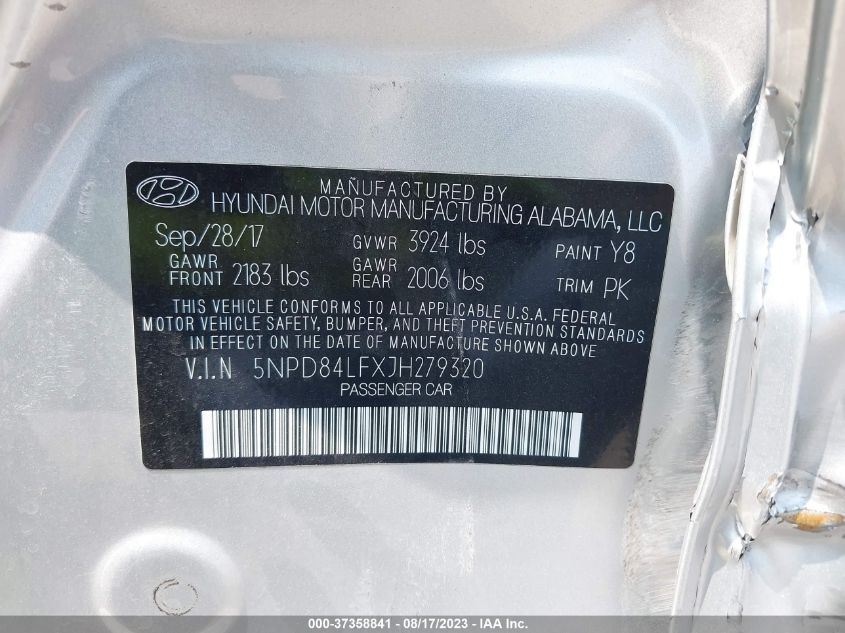 MANUFACTURED BY
HYUNDAI MOTOR MANUFACTURING ALABAMA, LLC
Sep/28/17 GVWR 3924 lbs PAINT Y8
GAWR FRONT 2183 lbs GAWR REAR 2006 lbs TRIM PK
THIS VEHICLE CONFORMS TO ALL APPLICABLE U.S.A. FEDERAL
MOTOR VEHICLE SAFETY, BUMPER, AND THEFT PREVENTION STANDARDS
IN EFFECT ON THE DATE OF MANUFACTURE SHOWN ABOVE
V.I.N 5NPD84LFXJH279320
PASSENGER CAR
000-37358841 - 08/17/2023 - IAA Inc.